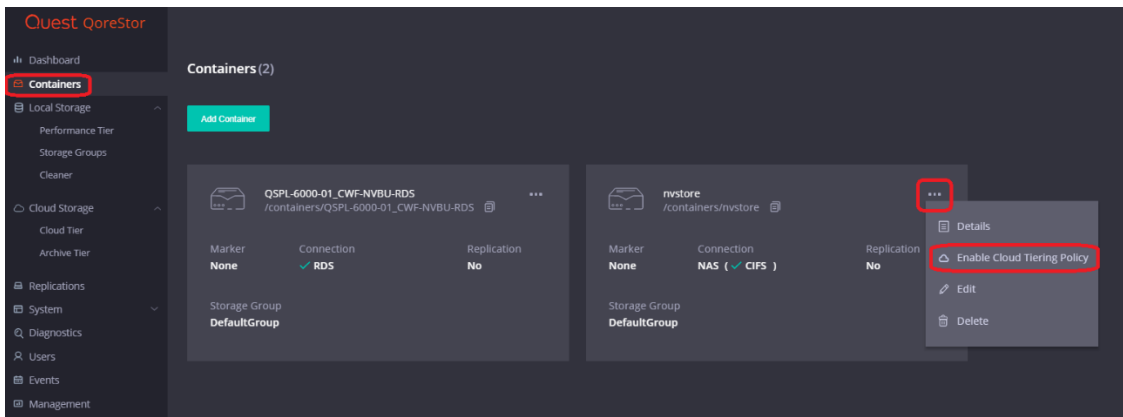 Quest QoreStor
Dashboard
Containers
Local Storage
Performance Tier
Storage Groups
Cleaner
Cloud Storage
Cloud Tier
Archive Tier
Replications
System
Diagnostics
Users
Events
Management
Containers (2)
Add Container
QSPL-6000-01_CWF-NVBU-RDS
/containers/QSPL-6000-01_CWF-NVBU-RDS
Marker Connection Replication
None RDS No
Storage Group
DefaultGroup
nvstore
/containers/nvstore
Marker Connection Replication
None NAS ( ✓ CIFS ) No
Storage Group
DefaultGroup
Details
Enable Cloud Tiering Policy
Edit
Delete